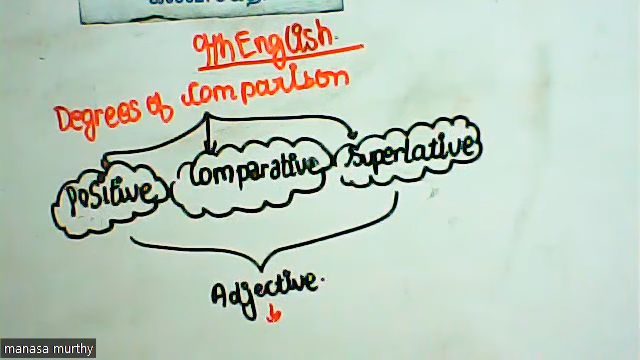 9th English.
Degrees of comparison
Positive Comparative Superlative
Adjective.
manasa murthy